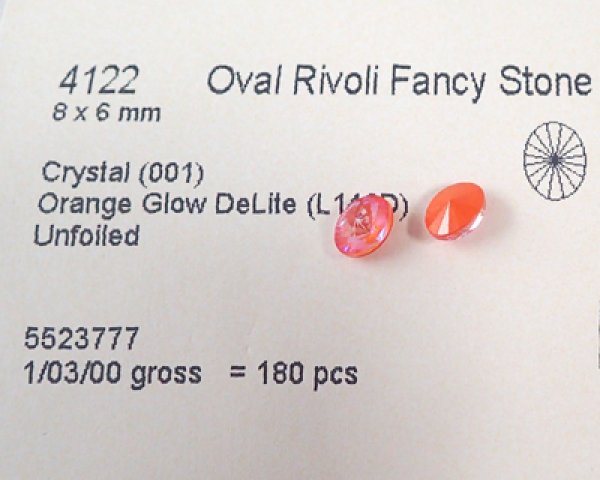 4122 Oval Rivoli Fancy Stone
8 x 6 mm
Crystal (001)
Orange Glow DeLite
Unfoiled
5523777
1/03/00 gross = 180 pcs